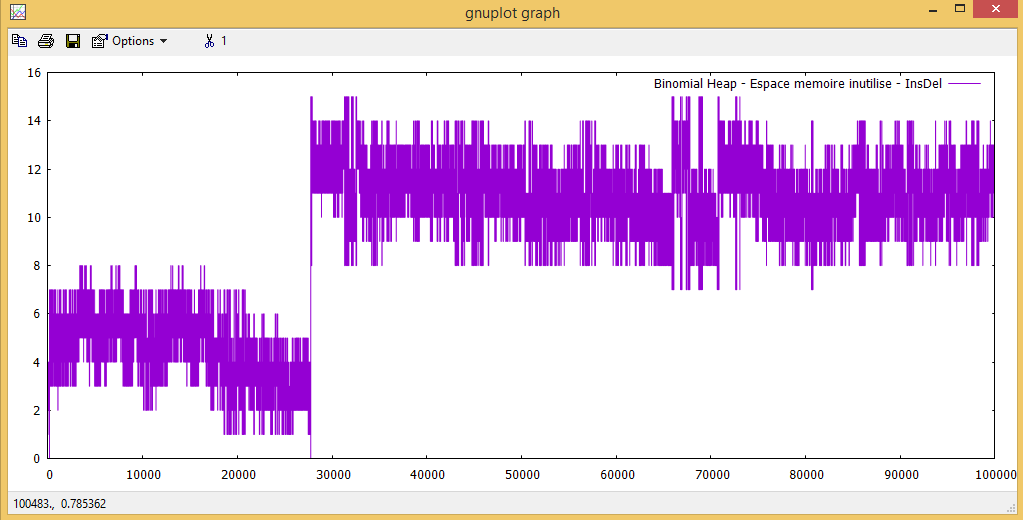 gnuplot graph
Options 1
Binomial Heap - Espace memoire inutilise - InsDel
16
14
12
10
8
6
4
2
0
0 10000 20000 30000 40000 50000 60000 70000 80000 90000 100000
100483., 0.785362